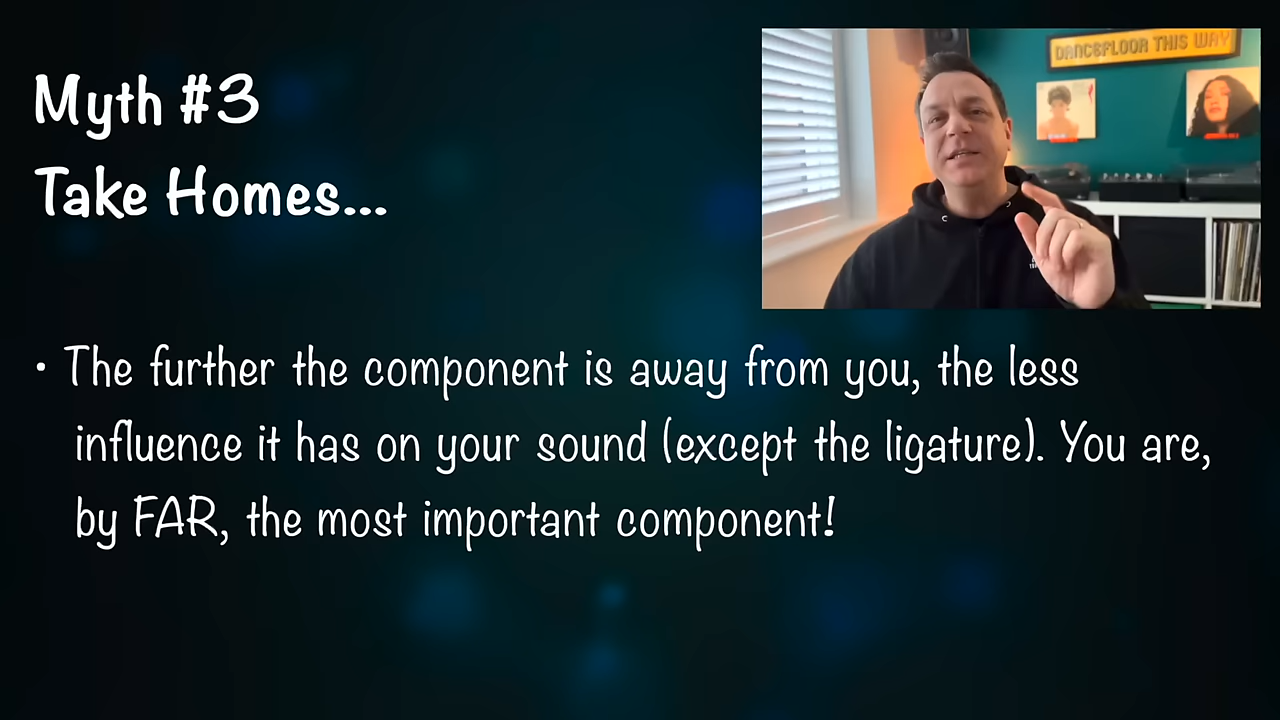 Myth #3
Take Homes...
DANCEFLOOR THIS WAY
• The further the component is away from you, the less
influence it has on your sound (except the ligature). You are,
by FAR, the most important component!